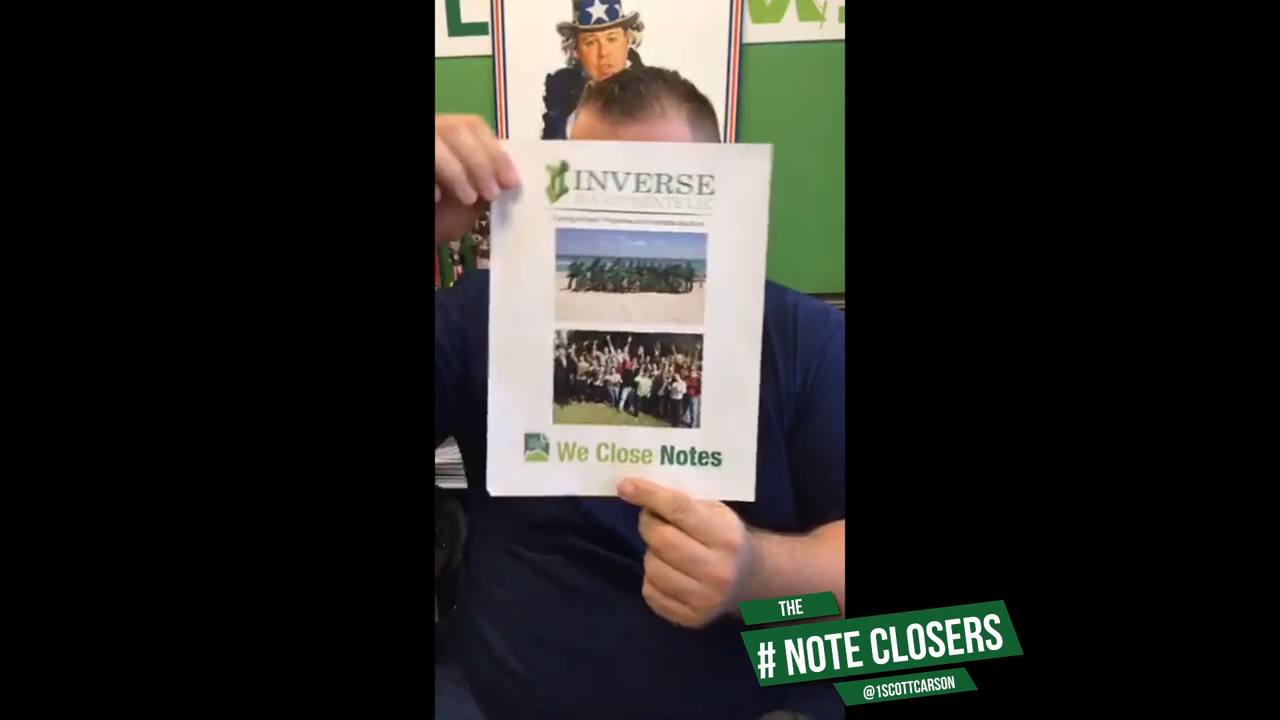 INVERSE
INVESTMENTS LLC
We Close Notes
THE
# NOTE CLOSERS
@1SCOTTCARSON